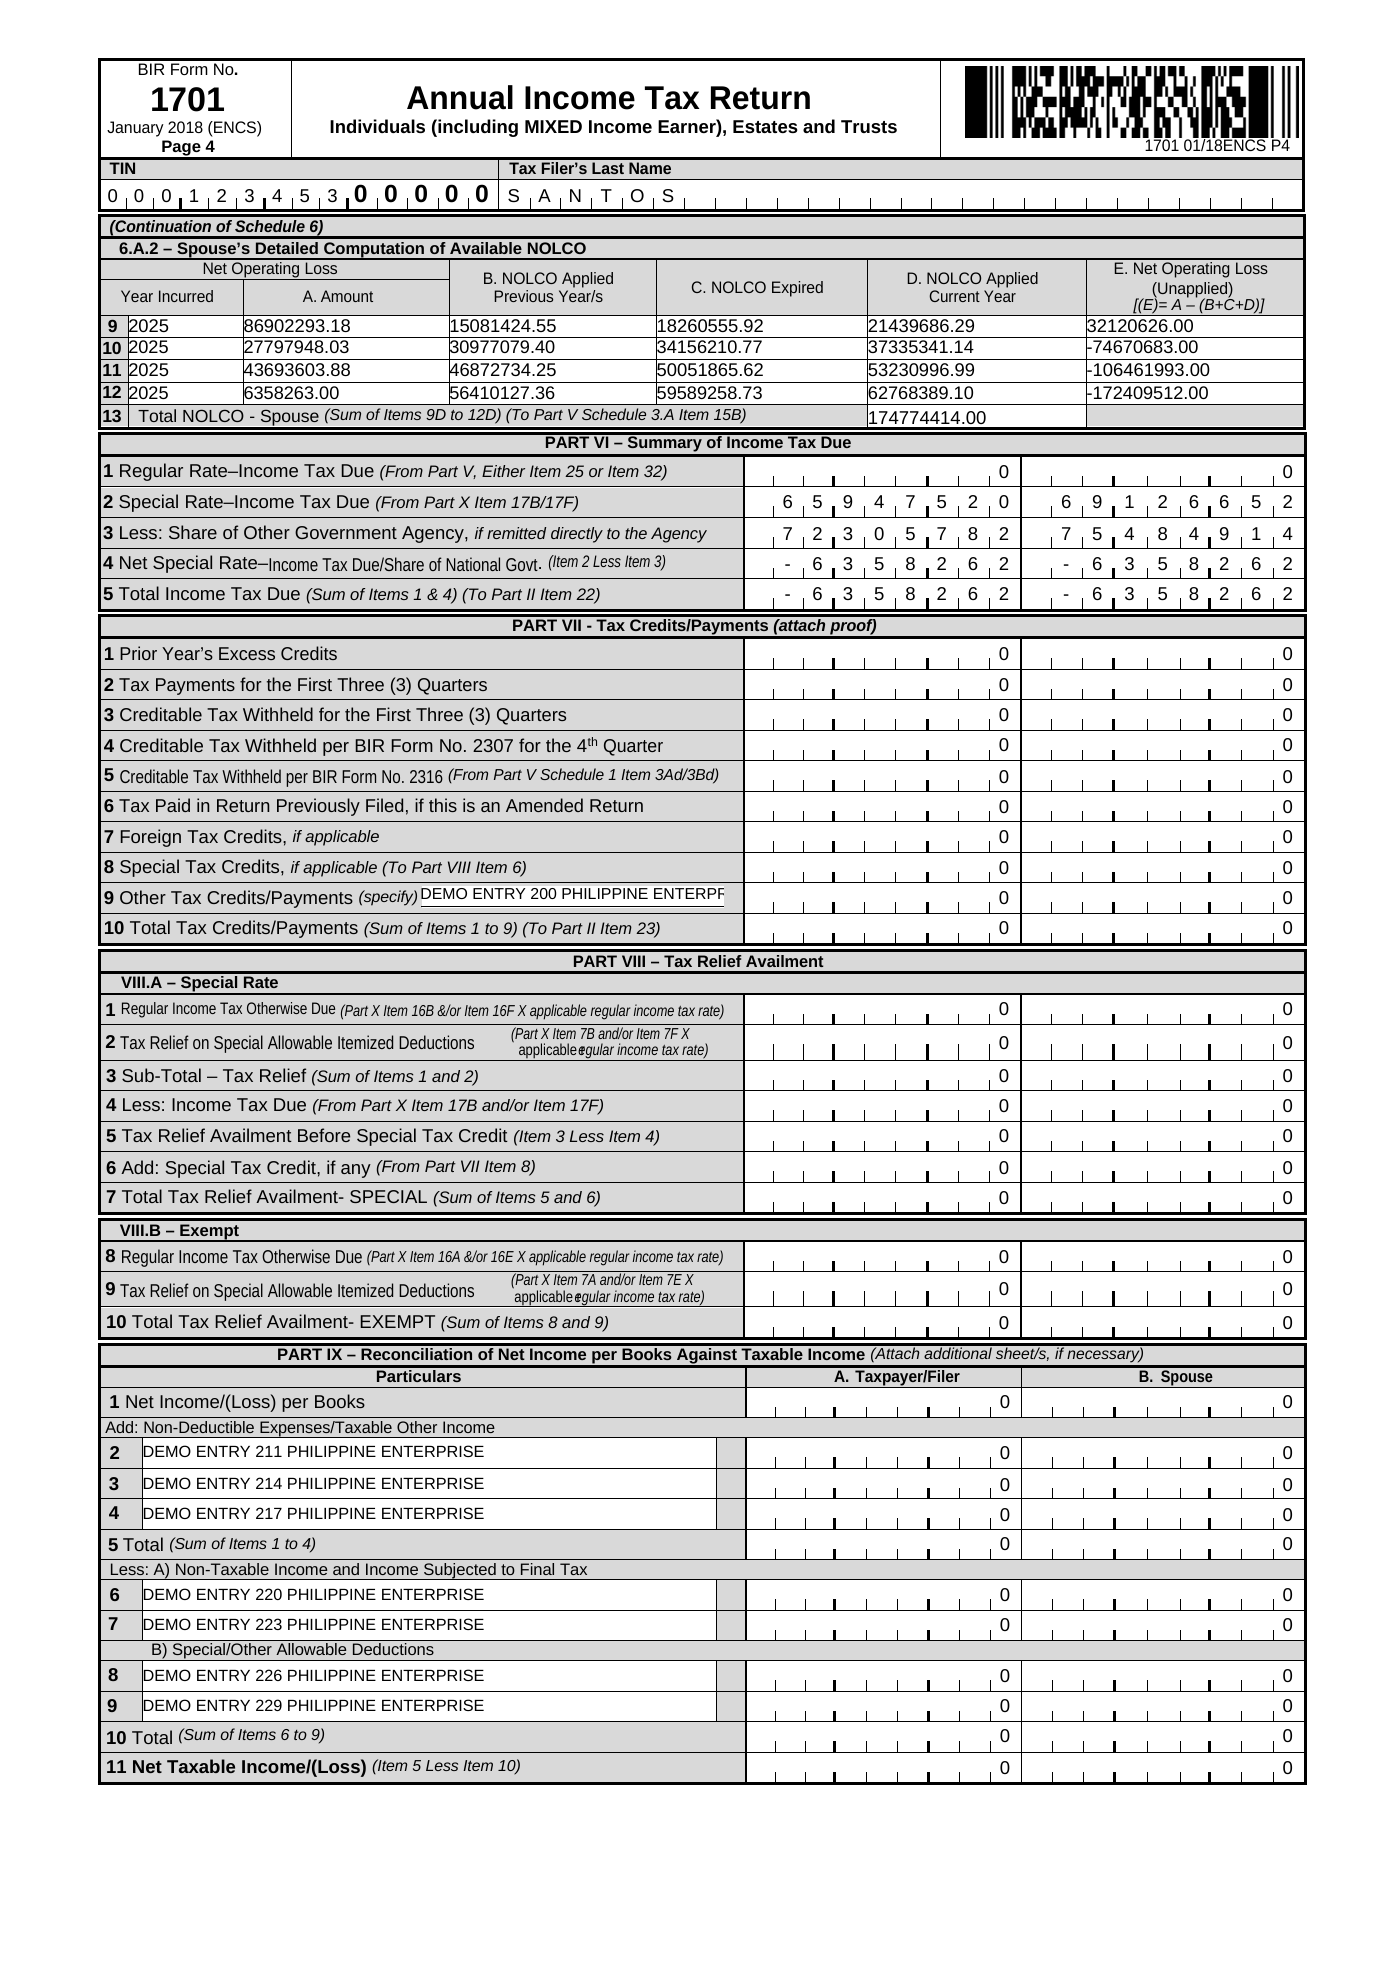 BIR Form No.
1701
January 2018 (ENCS)
Page 4
Annual Income Tax Return
Individuals (including MIXED Income Earner), Estates and Trusts
1701 01/18ENCS P4
TIN Tax Filer's Last Name
0 0 0 1 2 3 4 5 3 0 0 0 0 0 S A N T O S
(Continuation of Schedule 6)
6.A.2 – Spouse's Detailed Computation of Available NOLCO
Net Operating Loss
Year Incurred
A. Amount
B. NOLCO Applied
Previous Year/s
C. NOLCO Expired
D. NOLCO Applied
Current Year
E. Net Operating Loss
(Unapplied)
[(E)= A – (B+C+D)]
9 2025 86902293.18 15081424.55 18260555.92 21439686.29 32120626.00
10 2025 27797948.03 30977079.40 34156210.77 37335341.14 -74670683.00
11 2025 43693603.88 46872734.25 50051865.62 53230996.99 -106461993.00
12 2025 6358263.00 56410127.36 59589258.73 62768389.10 -172409512.00
13 Total NOLCO - Spouse (Sum of Items 9D to 12D) (To Part V Schedule 3.A Item 15B) 174774414.00
PART VI – Summary of Income Tax Due
1 Regular Rate–Income Tax Due (From Part V, Either Item 25 or Item 32) 0 0
2 Special Rate–Income Tax Due (From Part X Item 17B/17F) 6 5 9 4 7 5 2 0 6 9 1 2 6 6 5 2
3 Less: Share of Other Government Agency, if remitted directly to the Agency 7 2 3 0 5 7 8 2 7 5 4 8 4 9 1 4
4 Net Special Rate–Income Tax Due/Share of National Govt. (Item 2 Less Item 3) - 6 3 5 8 2 6 2 - 6 3 5 8 2 6 2
5 Total Income Tax Due (Sum of Items 1 & 4) (To Part II Item 22) - 6 3 5 8 2 6 2 - 6 3 5 8 2 6 2
PART VII - Tax Credits/Payments (attach proof)
1 Prior Year's Excess Credits 0 0
2 Tax Payments for the First Three (3) Quarters 0 0
3 Creditable Tax Withheld for the First Three (3) Quarters 0 0
4 Creditable Tax Withheld per BIR Form No. 2307 for the 4th Quarter 0 0
5 Creditable Tax Withheld per BIR Form No. 2316 (From Part V Schedule 1 Item 3Ad/3Bd) 0 0
6 Tax Paid in Return Previously Filed, if this is an Amended Return 0 0
7 Foreign Tax Credits, if applicable 0 0
8 Special Tax Credits, if applicable (To Part VIII Item 6) 0 0
9 Other Tax Credits/Payments (specify) DEMO ENTRY 200 PHILIPPINE ENTERPR 0 0
10 Total Tax Credits/Payments (Sum of Items 1 to 9) (To Part II Item 23) 0 0
PART VIII – Tax Relief Availment
VIII.A – Special Rate
1 Regular Income Tax Otherwise Due (Part X Item 16B &/or Item 16F X applicable regular income tax rate) 0 0
2 Tax Relief on Special Allowable Itemized Deductions (Part X Item 7B and/or Item 7F X
applicable regular income tax rate) 0 0
3 Sub-Total – Tax Relief (Sum of Items 1 and 2) 0 0
4 Less: Income Tax Due (From Part X Item 17B and/or Item 17F) 0 0
5 Tax Relief Availment Before Special Tax Credit (Item 3 Less Item 4) 0 0
6 Add: Special Tax Credit, if any (From Part VII Item 8) 0 0
7 Total Tax Relief Availment- SPECIAL (Sum of Items 5 and 6) 0 0
VIII.B – Exempt
8 Regular Income Tax Otherwise Due (Part X Item 16A &/or 16E X applicable regular income tax rate) 0 0
9 Tax Relief on Special Allowable Itemized Deductions (Part X Item 7A and/or Item 7E X
applicable regular income tax rate) 0 0
10 Total Tax Relief Availment- EXEMPT (Sum of Items 8 and 9) 0 0
PART IX – Reconciliation of Net Income per Books Against Taxable Income (Attach additional sheet/s, if necessary)
Particulars A. Taxpayer/Filer B. Spouse
1 Net Income/(Loss) per Books 0 0
Add: Non-Deductible Expenses/Taxable Other Income
2 DEMO ENTRY 211 PHILIPPINE ENTERPRISE 0 0
3 DEMO ENTRY 214 PHILIPPINE ENTERPRISE 0 0
4 DEMO ENTRY 217 PHILIPPINE ENTERPRISE 0 0
5 Total (Sum of Items 1 to 4) 0 0
Less: A) Non-Taxable Income and Income Subjected to Final Tax
6 DEMO ENTRY 220 PHILIPPINE ENTERPRISE 0 0
7 DEMO ENTRY 223 PHILIPPINE ENTERPRISE 0 0
B) Special/Other Allowable Deductions
8 DEMO ENTRY 226 PHILIPPINE ENTERPRISE 0 0
9 DEMO ENTRY 229 PHILIPPINE ENTERPRISE 0 0
10 Total (Sum of Items 6 to 9) 0 0
11 Net Taxable Income/(Loss) (Item 5 Less Item 10) 0 0